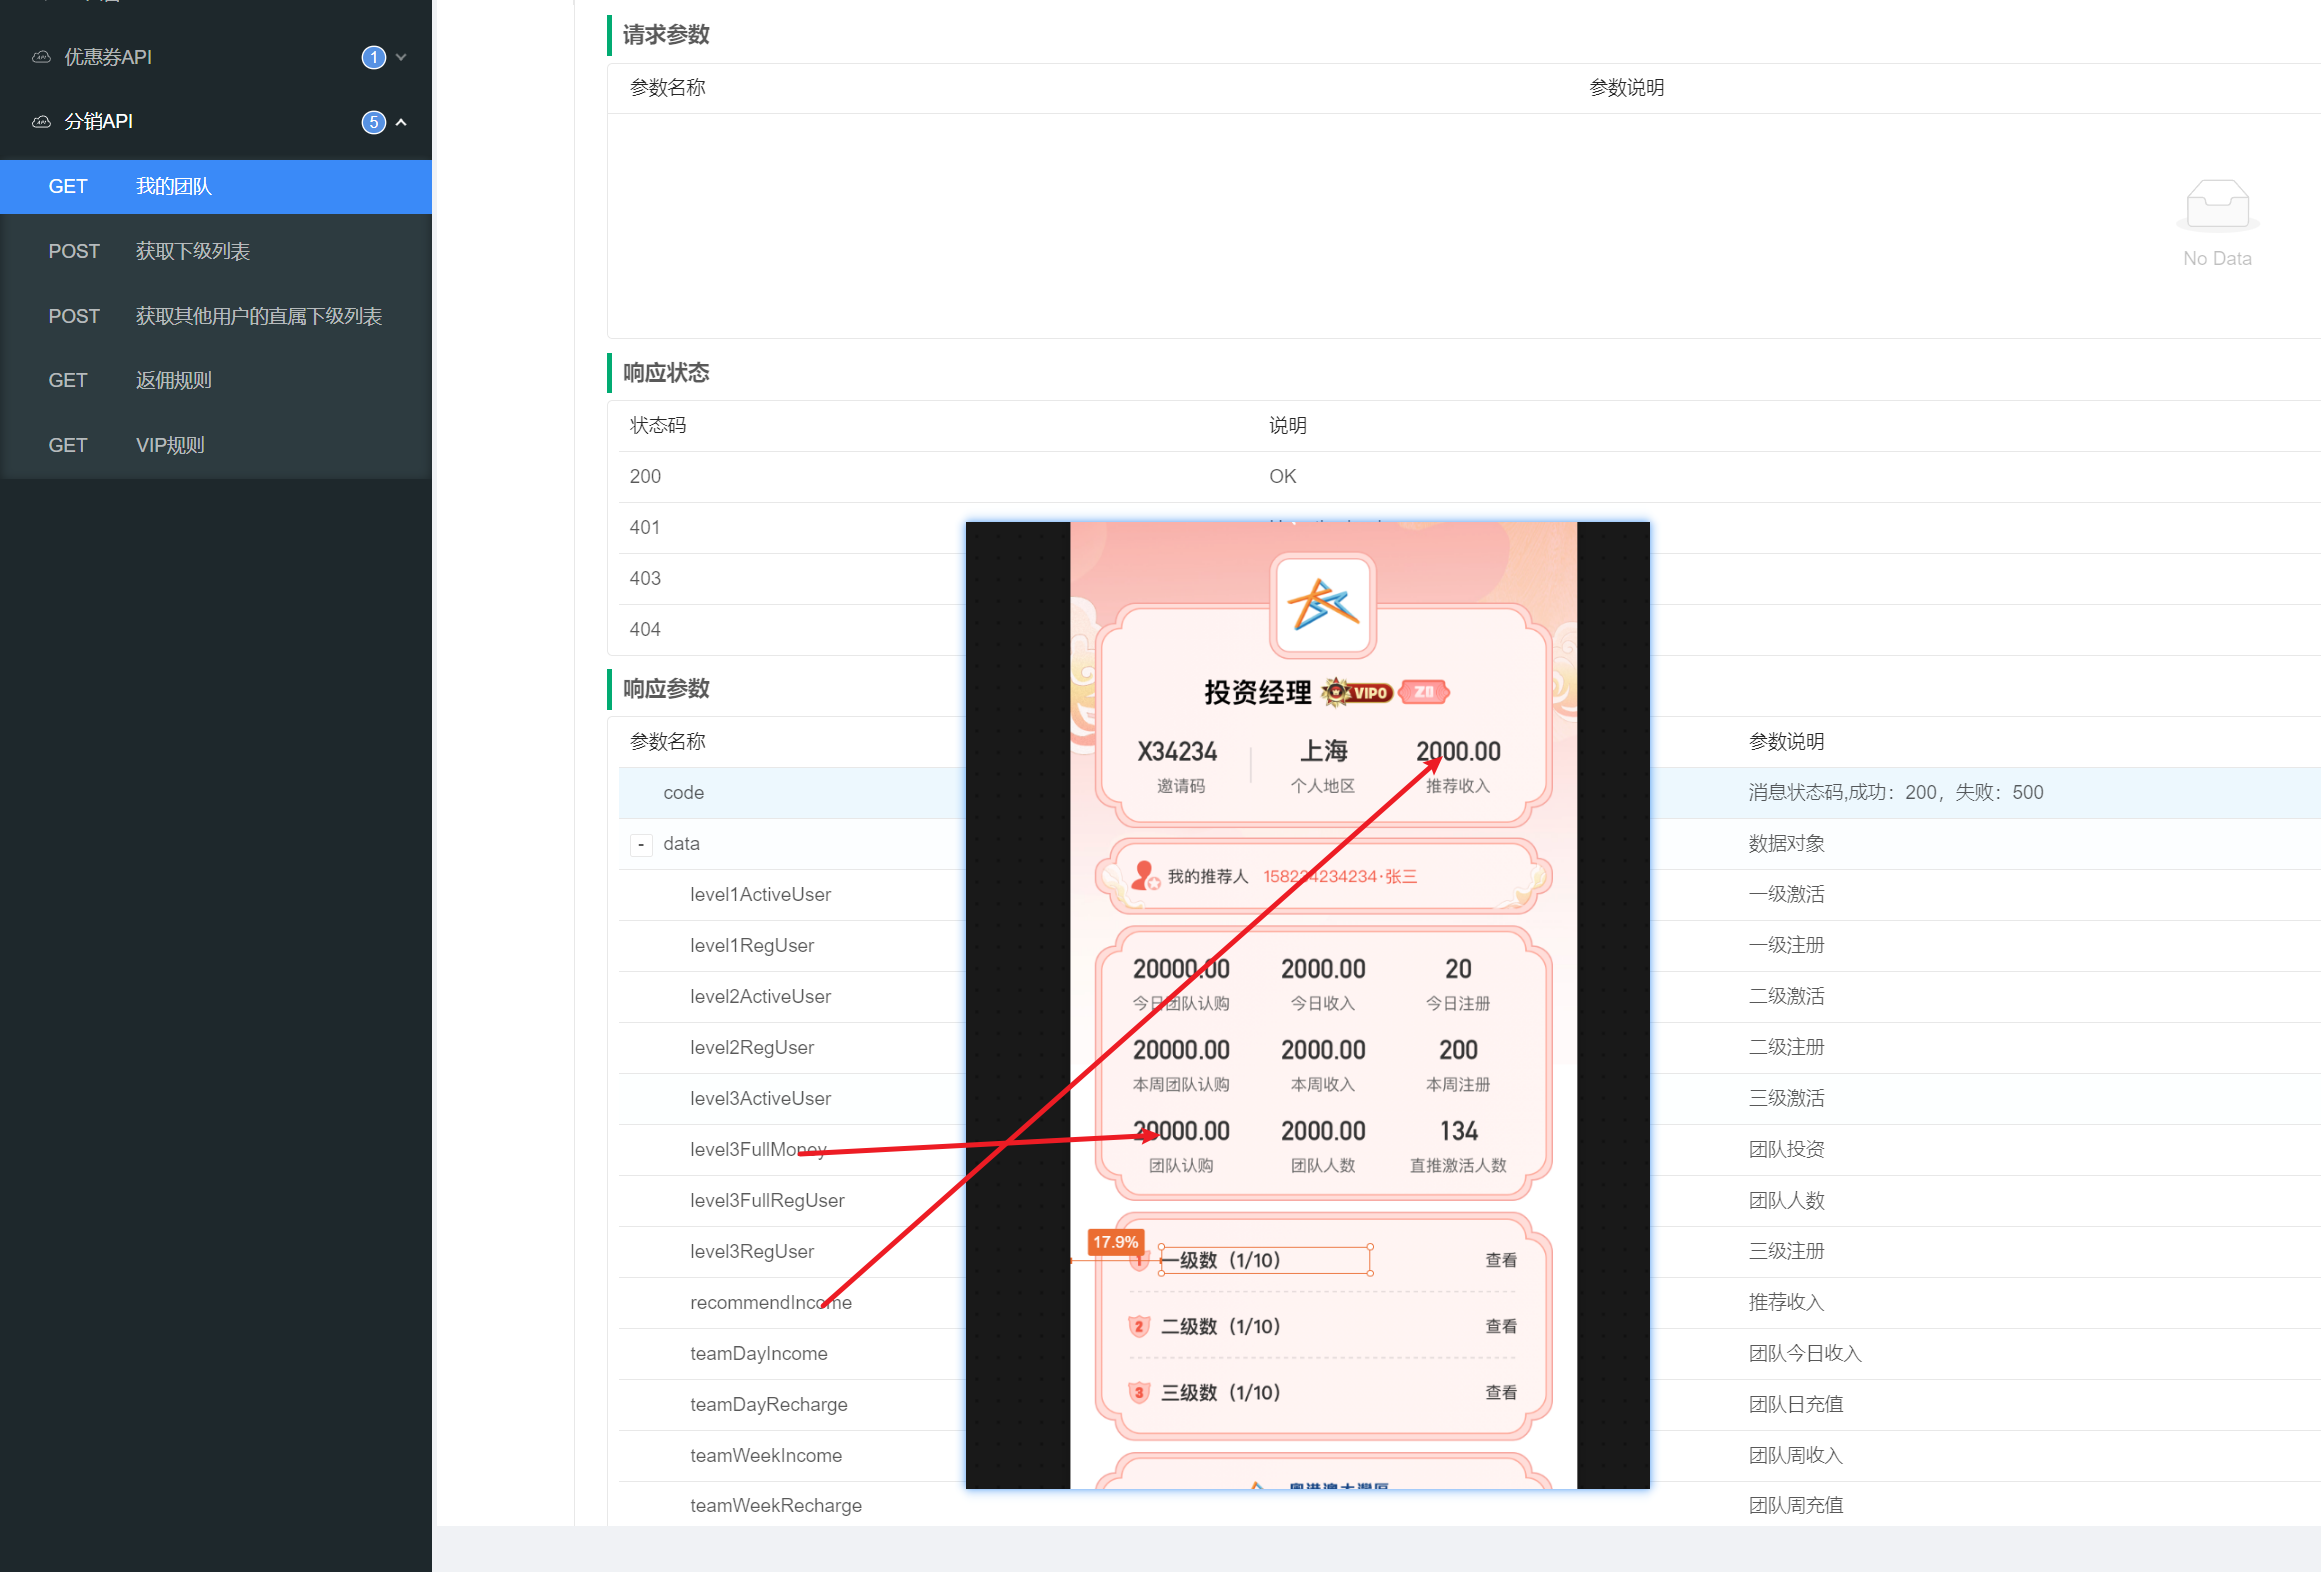 优惠券API
1
分销API
5
GET 我的团队
POST 获取下级列表
POST 获取其他用户的直属下级列表
GET 返佣规则
GET VIP规则
请求参数
参数名称 参数说明
No Data
响应状态
状态码 说明
200 OK
401
403
404
响应参数
参数名称 参数说明
code 消息状态码,成功：200，失败：500
- data 数据对象
level1ActiveUser 一级激活
level1RegUser 一级注册
level2ActiveUser 二级激活
level2RegUser 二级注册
level3ActiveUser 三级激活
level3FullMoney 团队投资
level3FullRegUser 团队人数
level3RegUser 三级注册
recommendIncome 推荐收入
teamDayIncome 团队今日收入
teamDayRecharge 团队日充值
teamWeekIncome 团队周收入
teamWeekRecharge 团队周充值
投资经理 VIP0 Z0
X34234 上海 2000.00
邀请码 个人地区 推荐收入
我的推荐人 158234234234·张三
20000.00 2000.00 20
今日团队认购 今日收入 今日注册
20000.00 2000.00 200
本周团队认购 本周收入 本周注册
20000.00 2000.00 134
团队认购 团队人数 直推激活人数
17.9%
1 一级数（1/10） 查看
2 二级数（1/10） 查看
3 三级数（1/10） 查看